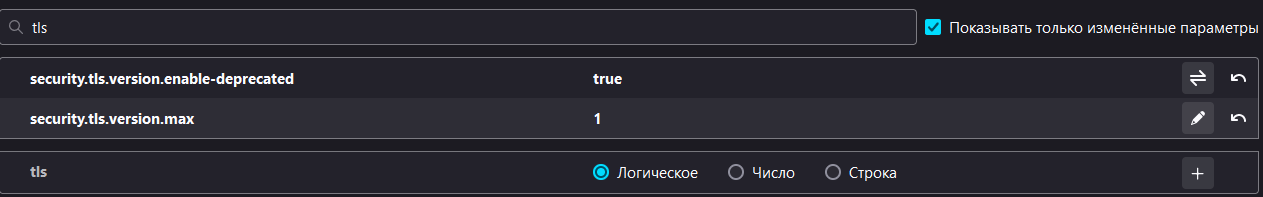 tls
Показывать только изменённые параметры
security.tls.version.enable-deprecated true
security.tls.version.max 1
tls Логическое Число Строка